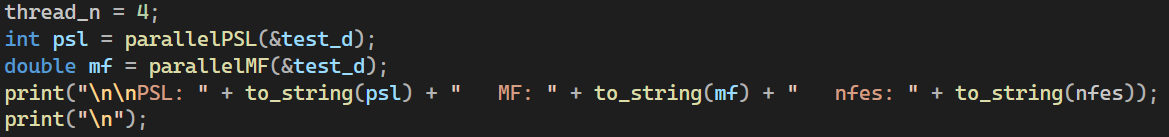 thread_n = 4;
int psl = parallelPSL(&test_d);
double mf = parallelMF(&test_d);
print("\n\nPSL: " + to_string(psl) + "   MF: " + to_string(mf) + "   nfes: " + to_string(nfes));
print("\n");